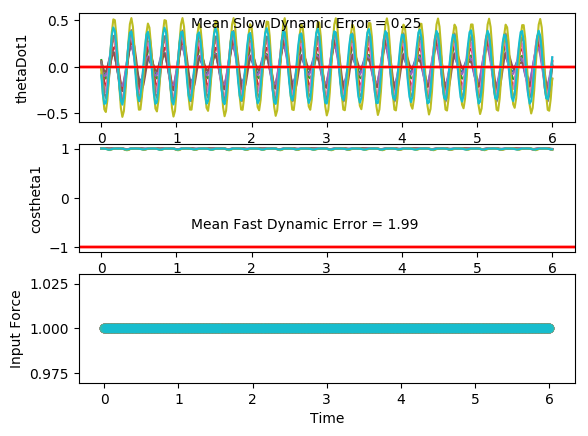 Mean Slow Dynamic Error = 0.25
thetaDot1
0.5
0.0
−0.5
0 1 2 3 4 5 6
costheta1
1
0
−1
Mean Fast Dynamic Error = 1.99
0 1 2 3 4 5 6
Input Force
1.025
1.000
0.975
0 1 2 3 4 5 6
Time